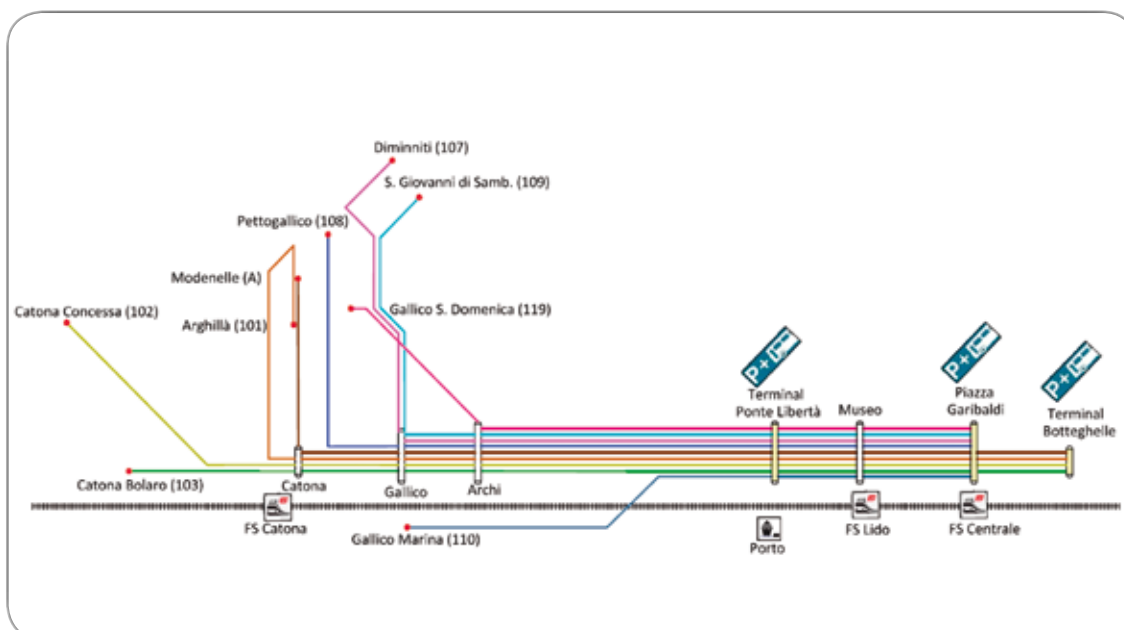 Diminniti (107)
S. Giovanni di Samb. (109)
Pettogallico (108)
Modenelle (A)
Catona Concessa (102)
Gallico S. Domenica (119)
Arghillà (101)
P+
P+
P+
Terminal
Ponte Libertà
Museo
Piazza
Garibaldi
Terminal
Botteghelle
Catona Bolaro (103)
Catona
Gallico
Archi
FS Catona
Gallico Marina (110)
Porto
FS Lido
FS Centrale